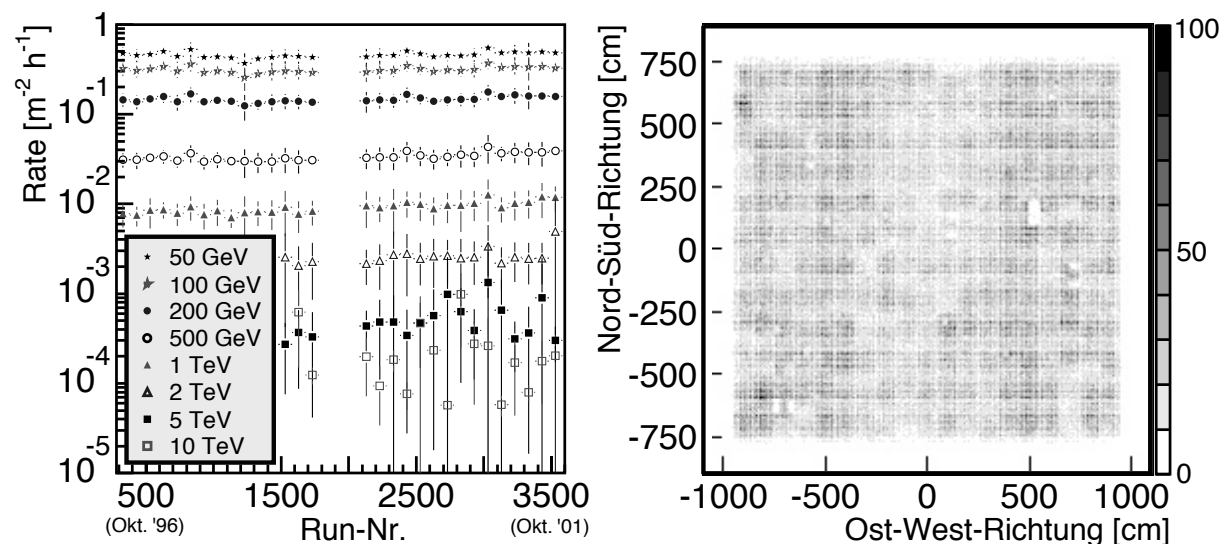 Rate [m⁻² h⁻¹]
1
10⁻¹
10⁻²
10⁻³
10⁻⁴
10⁻⁵
50 GeV
100 GeV
200 GeV
500 GeV
1 TeV
2 TeV
5 TeV
10 TeV
500
1500
2500
3500
(Okt. '96)
Run-Nr.
(Okt. '01)
Nord-Süd-Richtung [cm]
750
500
250
0
-250
-500
-750
-1000
-500
0
500
1000
Ost-West-Richtung [cm]
100
50
0